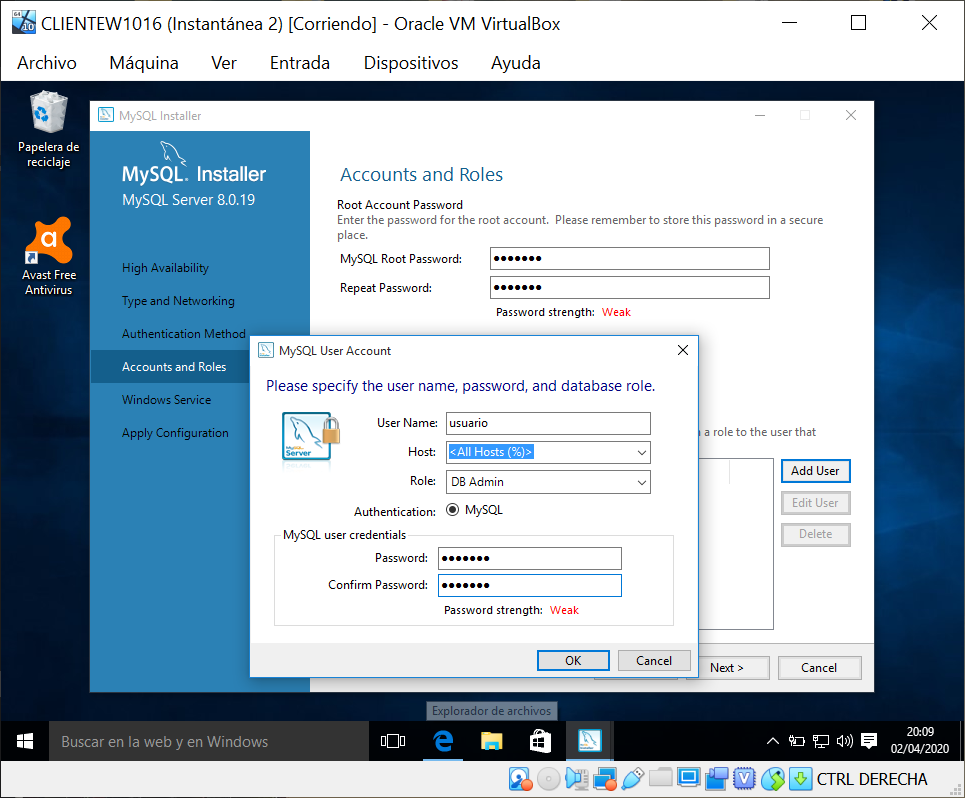 CLIENTEW1016 (Instantánea 2) [Corriendo] - Oracle VM VirtualBox
Archivo Máquina Ver Entrada Dispositivos Ayuda
Papelera de
reciclaje
Avast Free
Antivirus
MySQL Installer
MySQL. Installer
MySQL Server 8.0.19
High Availability
Type and Networking
Authentication Method
Accounts and Roles
Windows Service
Apply Configuration
Accounts and Roles
Root Account Password
Enter the password for the root account. Please remember to store this password in a secure
place.
MySQL Root Password: •••••••
Repeat Password: •••••••
Password strength: Weak
a role to the user that
Add User
Edit User
Delete
Next >
Cancel
MySQL User Account
Please specify the user name, password, and database role.
MySQL
Server
User Name: usuario
Host: <All Hosts (%)>
Role: DB Admin
Authentication: MySQL
MySQL user credentials
Password: •••••••
Confirm Password: •••••••
Password strength: Weak
OK
Cancel
Explorador de archivos
Buscar en la web y en Windows
20:09
02/04/2020
CTRL DERECHA